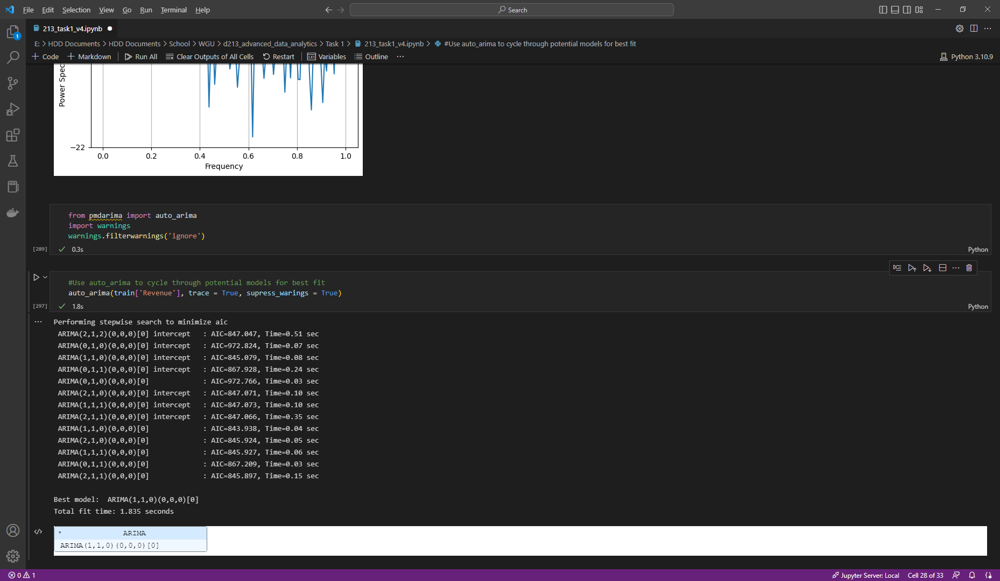 File Edit Selection View Go Run Terminal Help
Search
213_task1_v4.ipynb
E: > HDD Documents > HDD Documents > School > WGU > d213_advanced_data_analytics > Task 1 > 213_task1_v4.ipynb > #Use auto_arima to cycle through potential models for best fit
+ Code + Markdown Run All Clear Outputs of All Cells Restart Variables Outline ... Python 3.10.9
1
Power Spec
−22
0.0 0.2 0.4 0.6 0.8 1.0
Frequency
from pmdarima import auto_arima
import warnings
warnings.filterwarnings('ignore')
[289] 0.3s Python
#Use auto_arima to cycle through potential models for best fit
auto_arima(train['Revenue'], trace = True, supress_warings = True)
[297] 1.8s Python
Performing stepwise search to minimize aic
ARIMA(2,1,2)(0,0,0)[0] intercept : AIC=847.047, Time=0.51 sec
ARIMA(0,1,0)(0,0,0)[0] intercept : AIC=972.824, Time=0.07 sec
ARIMA(1,1,0)(0,0,0)[0] intercept : AIC=845.079, Time=0.08 sec
ARIMA(0,1,1)(0,0,0)[0] intercept : AIC=867.928, Time=0.24 sec
ARIMA(0,1,0)(0,0,0)[0] : AIC=972.766, Time=0.03 sec
ARIMA(2,1,0)(0,0,0)[0] intercept : AIC=847.071, Time=0.10 sec
ARIMA(1,1,1)(0,0,0)[0] intercept : AIC=847.073, Time=0.10 sec
ARIMA(2,1,1)(0,0,0)[0] intercept : AIC=847.066, Time=0.35 sec
ARIMA(1,1,0)(0,0,0)[0] : AIC=843.938, Time=0.04 sec
ARIMA(2,1,0)(0,0,0)[0] : AIC=845.924, Time=0.05 sec
ARIMA(1,1,1)(0,0,0)[0] : AIC=845.927, Time=0.06 sec
ARIMA(0,1,1)(0,0,0)[0] : AIC=867.209, Time=0.03 sec
ARIMA(2,1,1)(0,0,0)[0] : AIC=845.897, Time=0.15 sec
Best model: ARIMA(1,1,0)(0,0,0)[0]
Total fit time: 1.835 seconds
ARIMA
ARIMA(1,1,0)(0,0,0)[0]
0 1 Jupyter Server: Local Cell 28 of 33